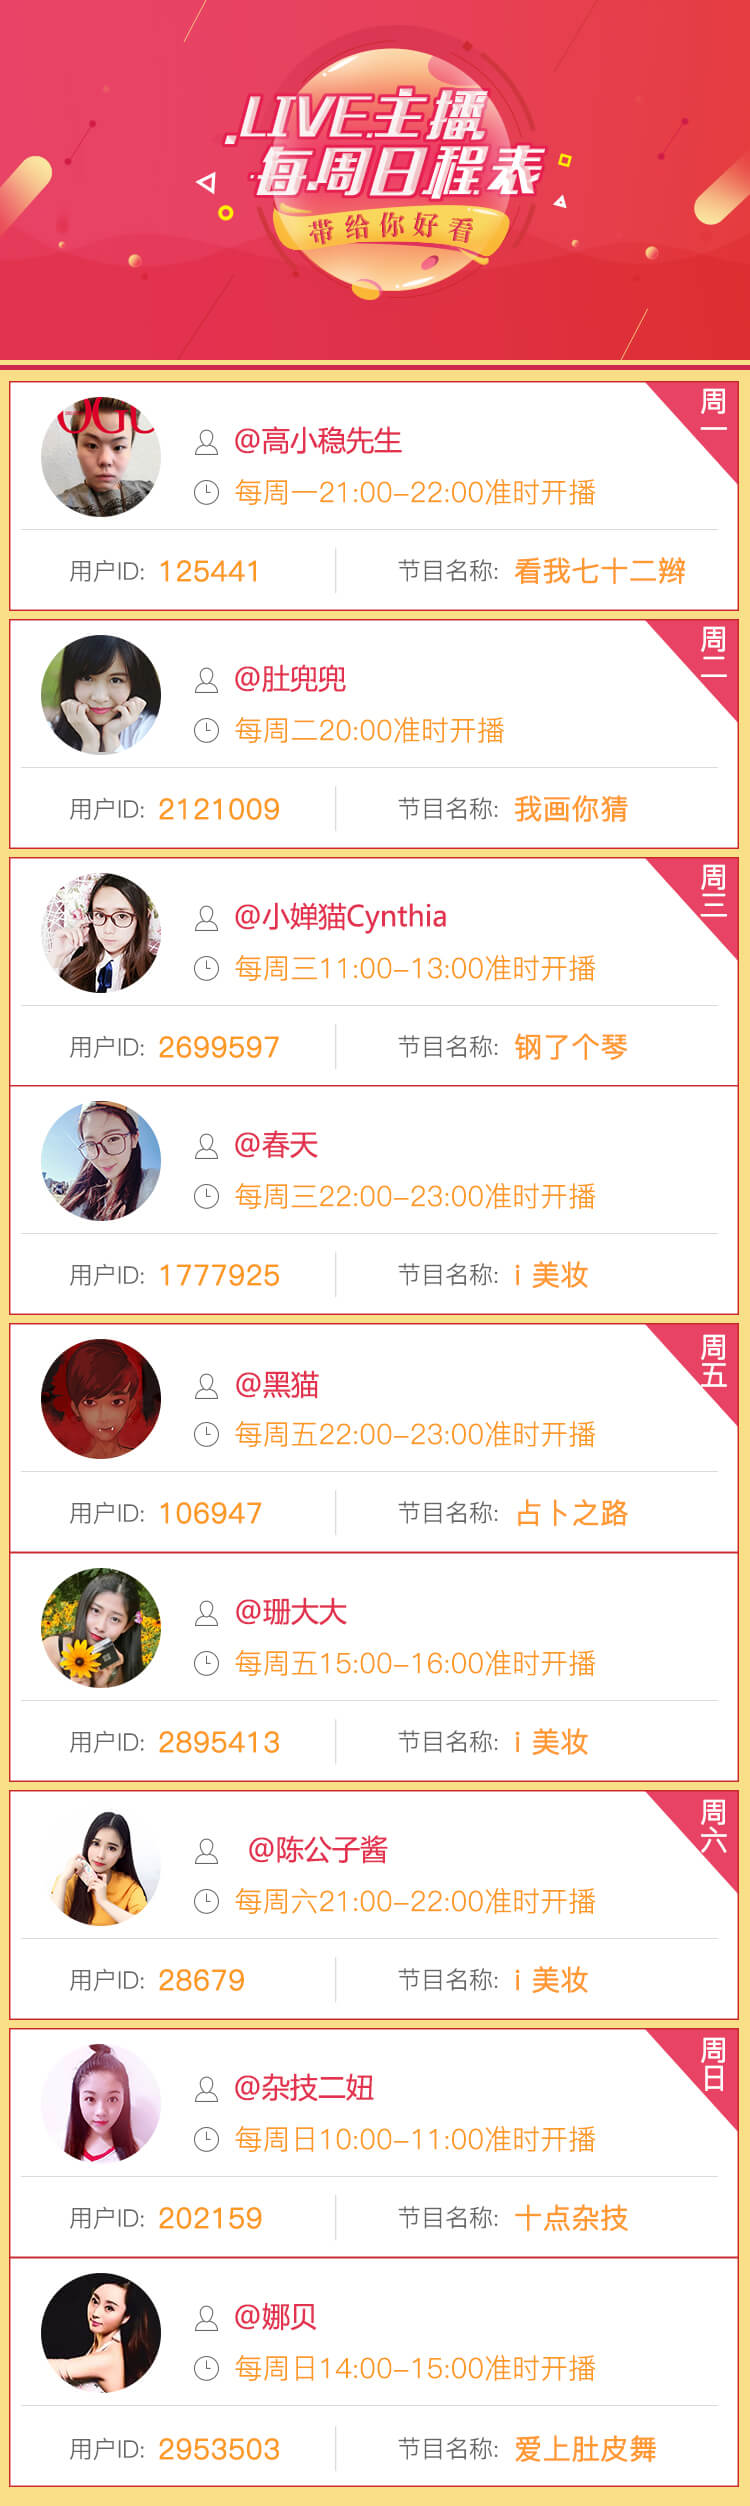 LIVE主播
每周日程表
带给你好看
周一
OGU
@高小稳先生
每周一21:00-22:00准时开播
用户ID: 125441 节目名称: 看我七十二辨
周二
@肚兜兜
每周二20:00准时开播
用户ID: 2121009 节目名称: 我画你猜
周三
@小婵猫Cynthia
每周三11:00-13:00准时开播
用户ID: 2699597 节目名称: 钢了个琴
@春天
每周三22:00-23:00准时开播
用户ID: 1777925 节目名称: i 美妆
周五
@黑猫
每周五22:00-23:00准时开播
用户ID: 106947 节目名称: 占卜之路
@珊大大
每周五15:00-16:00准时开播
用户ID: 2895413 节目名称: i 美妆
周六
@陈公子酱
每周六21:00-22:00准时开播
用户ID: 28679 节目名称: i 美妆
周日
@杂技二妞
每周日10:00-11:00准时开播
用户ID: 202159 节目名称: 十点杂技
@娜贝
每周日14:00-15:00准时开播
用户ID: 2953503 节目名称: 爱上肚皮舞